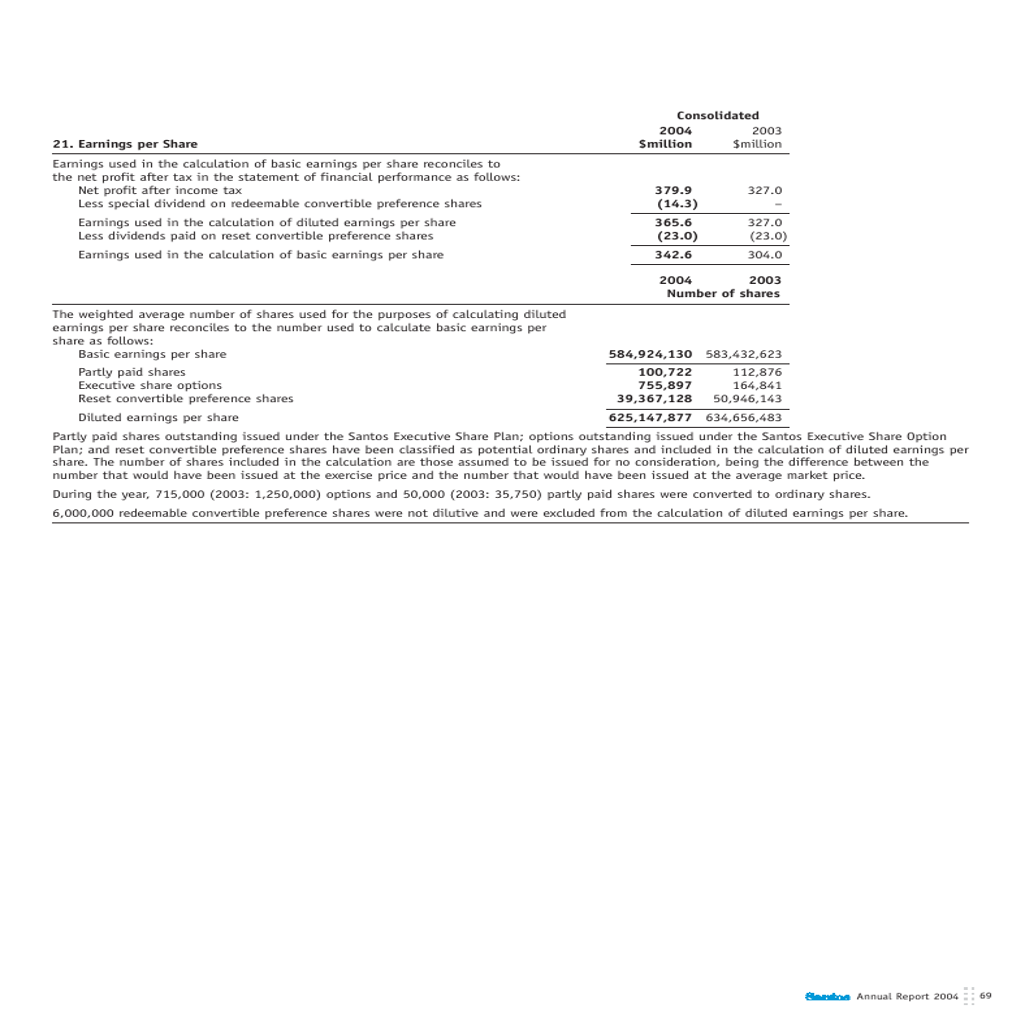 Consolidated
2004 2003
21. Earnings per Share $million $million
Earnings used in the calculation of basic earnings per share reconciles to
the net profit after tax in the statement of financial performance as follows:
Net profit after income tax 379.9 327.0
Less special dividend on redeemable convertible preference shares (14.3) –
Earnings used in the calculation of diluted earnings per share 365.6 327.0
Less dividends paid on reset convertible preference shares (23.0) (23.0)
Earnings used in the calculation of basic earnings per share 342.6 304.0
2004 2003
Number of shares
The weighted average number of shares used for the purposes of calculating diluted
earnings per share reconciles to the number used to calculate basic earnings per
share as follows:
Basic earnings per share 584,924,130 583,432,623
Partly paid shares 100,722 112,876
Executive share options 755,897 164,841
Reset convertible preference shares 39,367,128 50,946,143
Diluted earnings per share 625,147,877 634,656,483
Partly paid shares outstanding issued under the Santos Executive Share Plan; options outstanding issued under the Santos Executive Share Option
Plan; and reset convertible preference shares have been classified as potential ordinary shares and included in the calculation of diluted earnings per
share. The number of shares included in the calculation are those assumed to be issued for no consideration, being the difference between the
number that would have been issued at the exercise price and the number that would have been issued at the average market price.
During the year, 715,000 (2003: 1,250,000) options and 50,000 (2003: 35,750) partly paid shares were converted to ordinary shares.
6,000,000 redeemable convertible preference shares were not dilutive and were excluded from the calculation of diluted earnings per share.
Santos Annual Report 2004 69